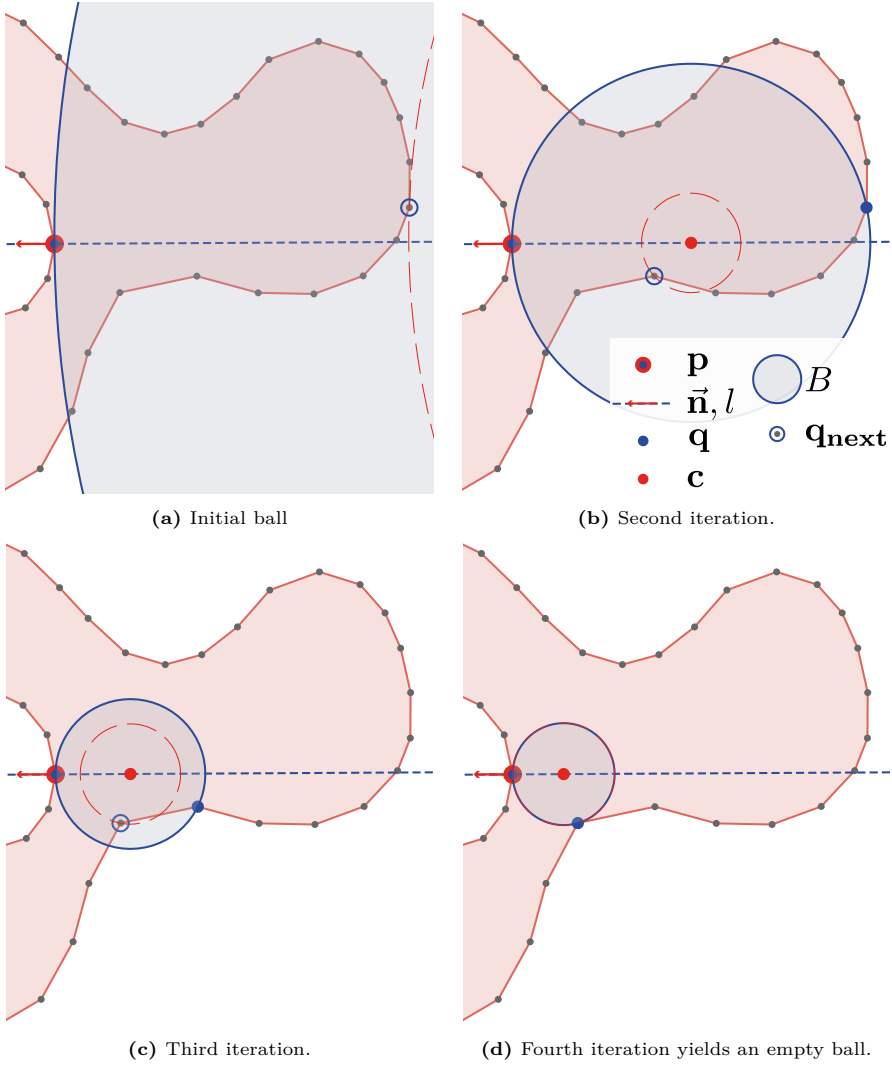 (a) Initial ball
p
n⃗, l
q
c
B
q_next
(b) Second iteration.
(c) Third iteration.
(d) Fourth iteration yields an empty ball.